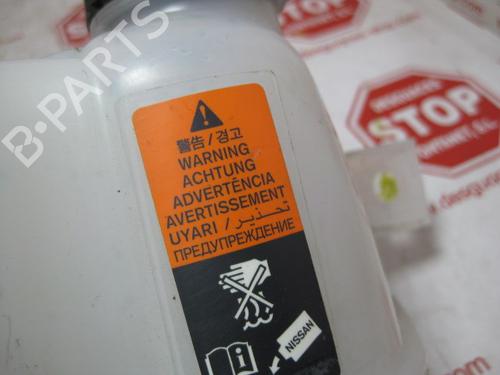 警告 / 경고
WARNING
ACHTUNG
ADVERTÊNCIA
AVERTISSEMENT
UYARI / تحذير
ПРЕДУПРЕЖДЕНИЕ
NISSAN
B-PARTS
STOP
STOP